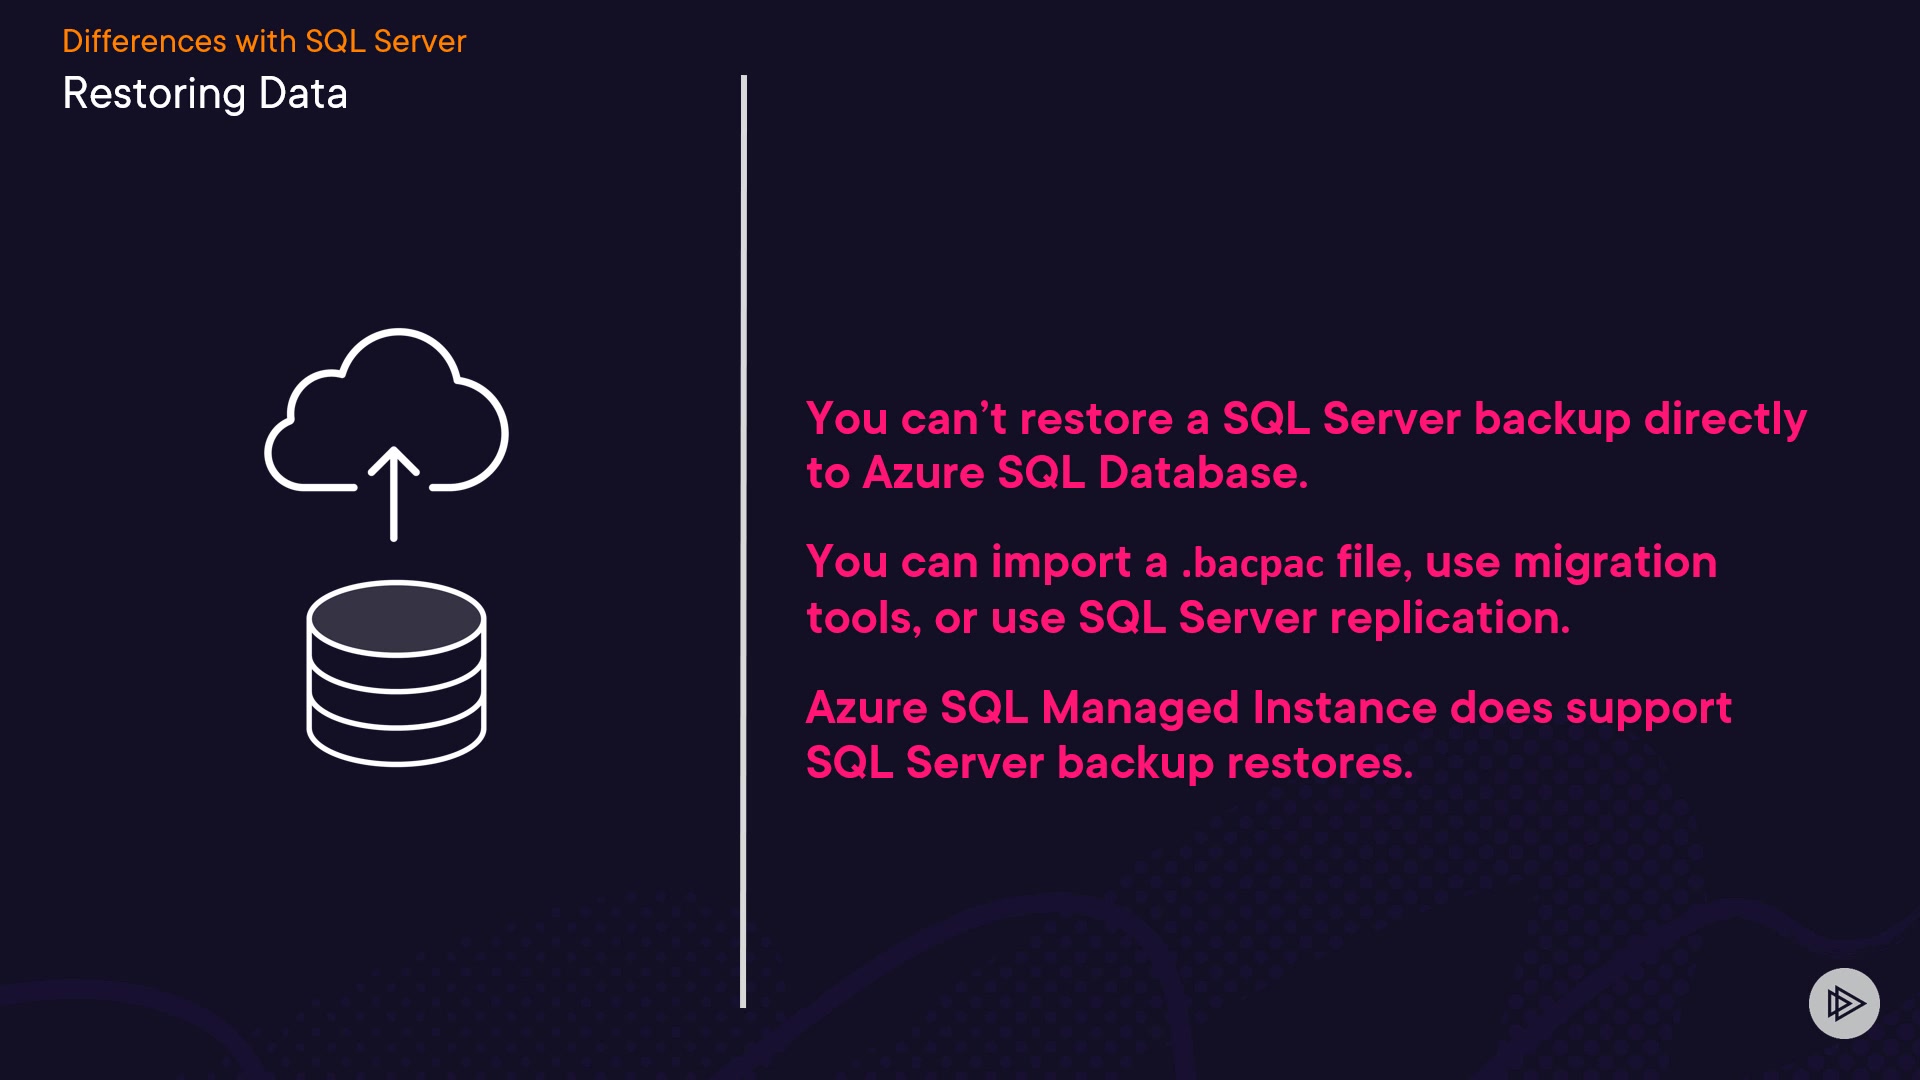 Differences with SQL Server
Restoring Data
You can’t restore a SQL Server backup directly
to Azure SQL Database.
You can import a .bacpac file, use migration
tools, or use SQL Server replication.
Azure SQL Managed Instance does support
SQL Server backup restores.